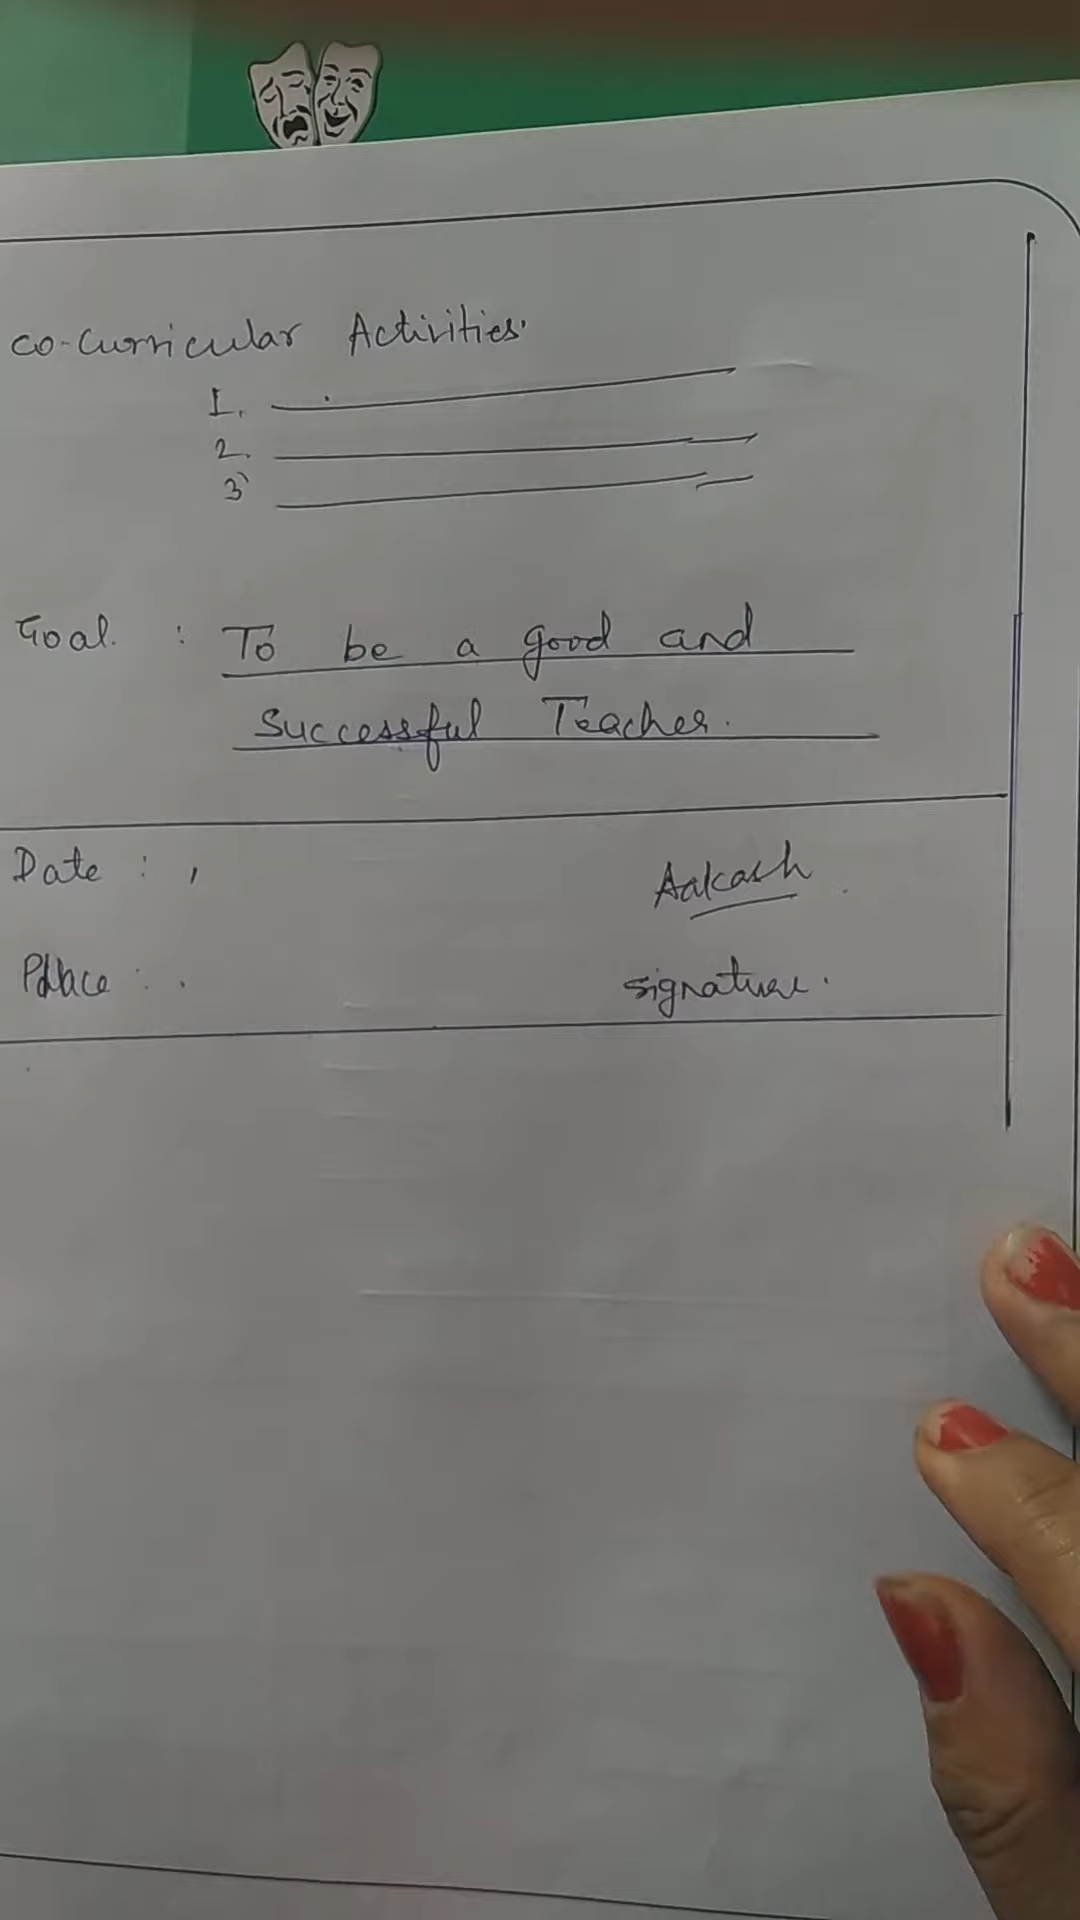 Co-Curricular Activities.
1.
2.
3
Goal. : To be a good and
Successful Teacher.
Date : ,
Aakash
Place : .
Signature.